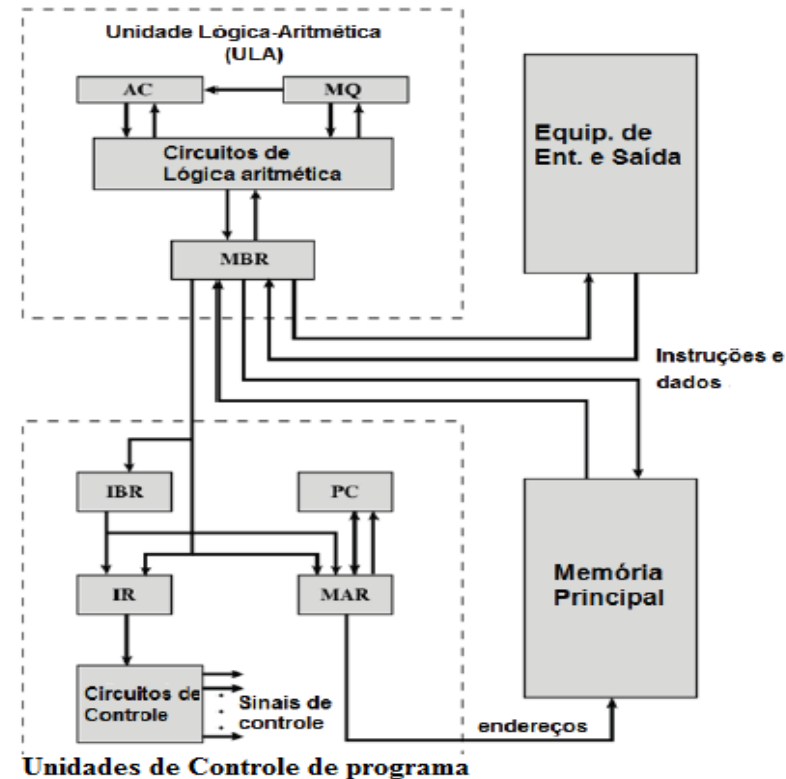 Unidade Lógica-Aritmética
(ULA)
AC
MQ
Circuitos de
Lógica aritmética
MBR
Equip. de
Ent. e Saída
Instruções e
dados
IBR
PC
IR
MAR
Memória
Principal
Circuitos de
Controle
Sinais de
controle
endereços
Unidades de Controle de programa